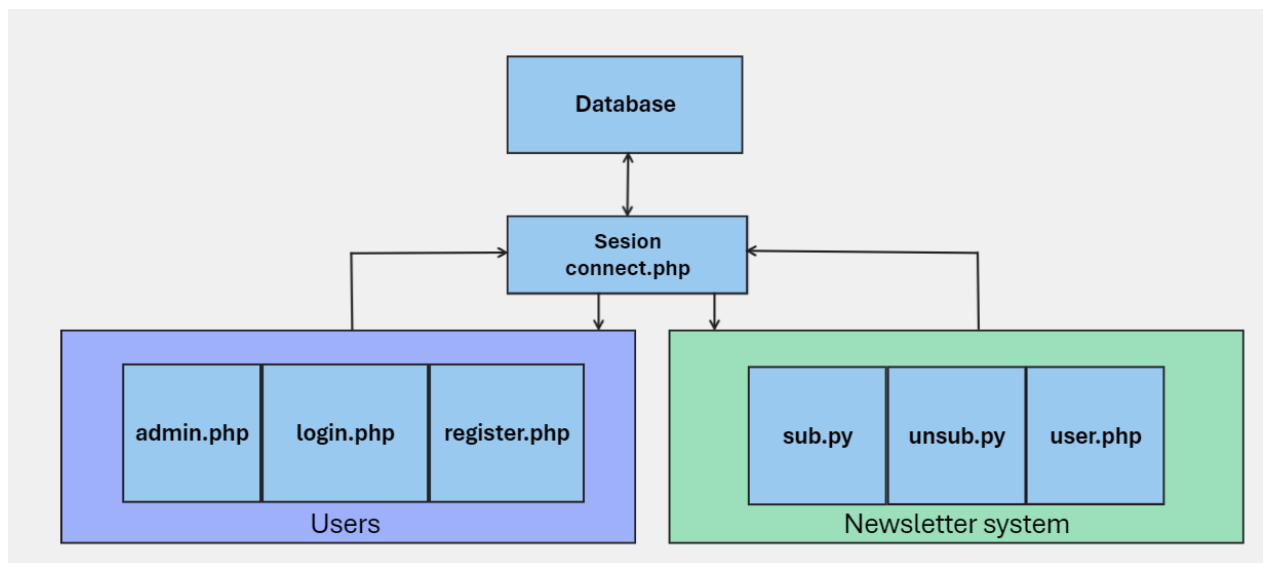 Database
Sesion
connect.php
admin.php
login.php
register.php
Users
sub.py
unsub.py
user.php
Newsletter system